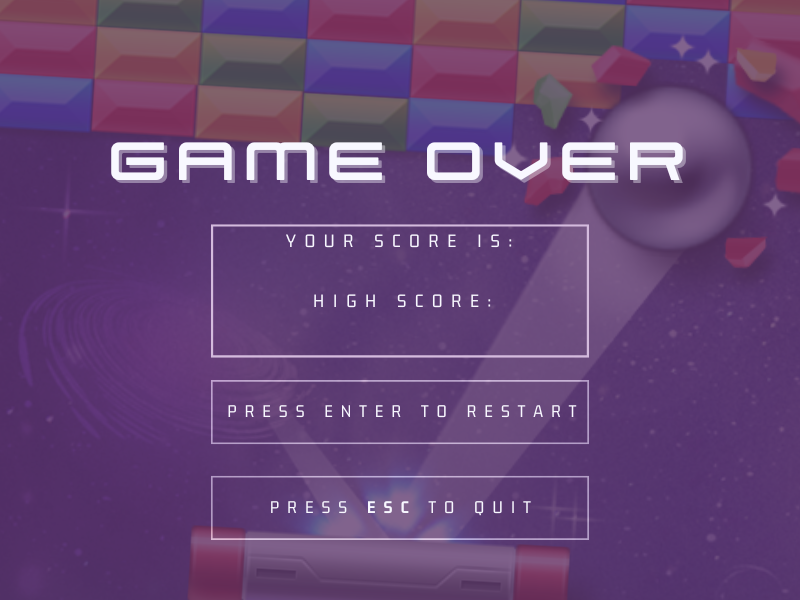 GAME OVER
YOUR SCORE IS:
HIGH SCORE:
PRESS ENTER TO RESTART
PRESS ESC TO QUIT